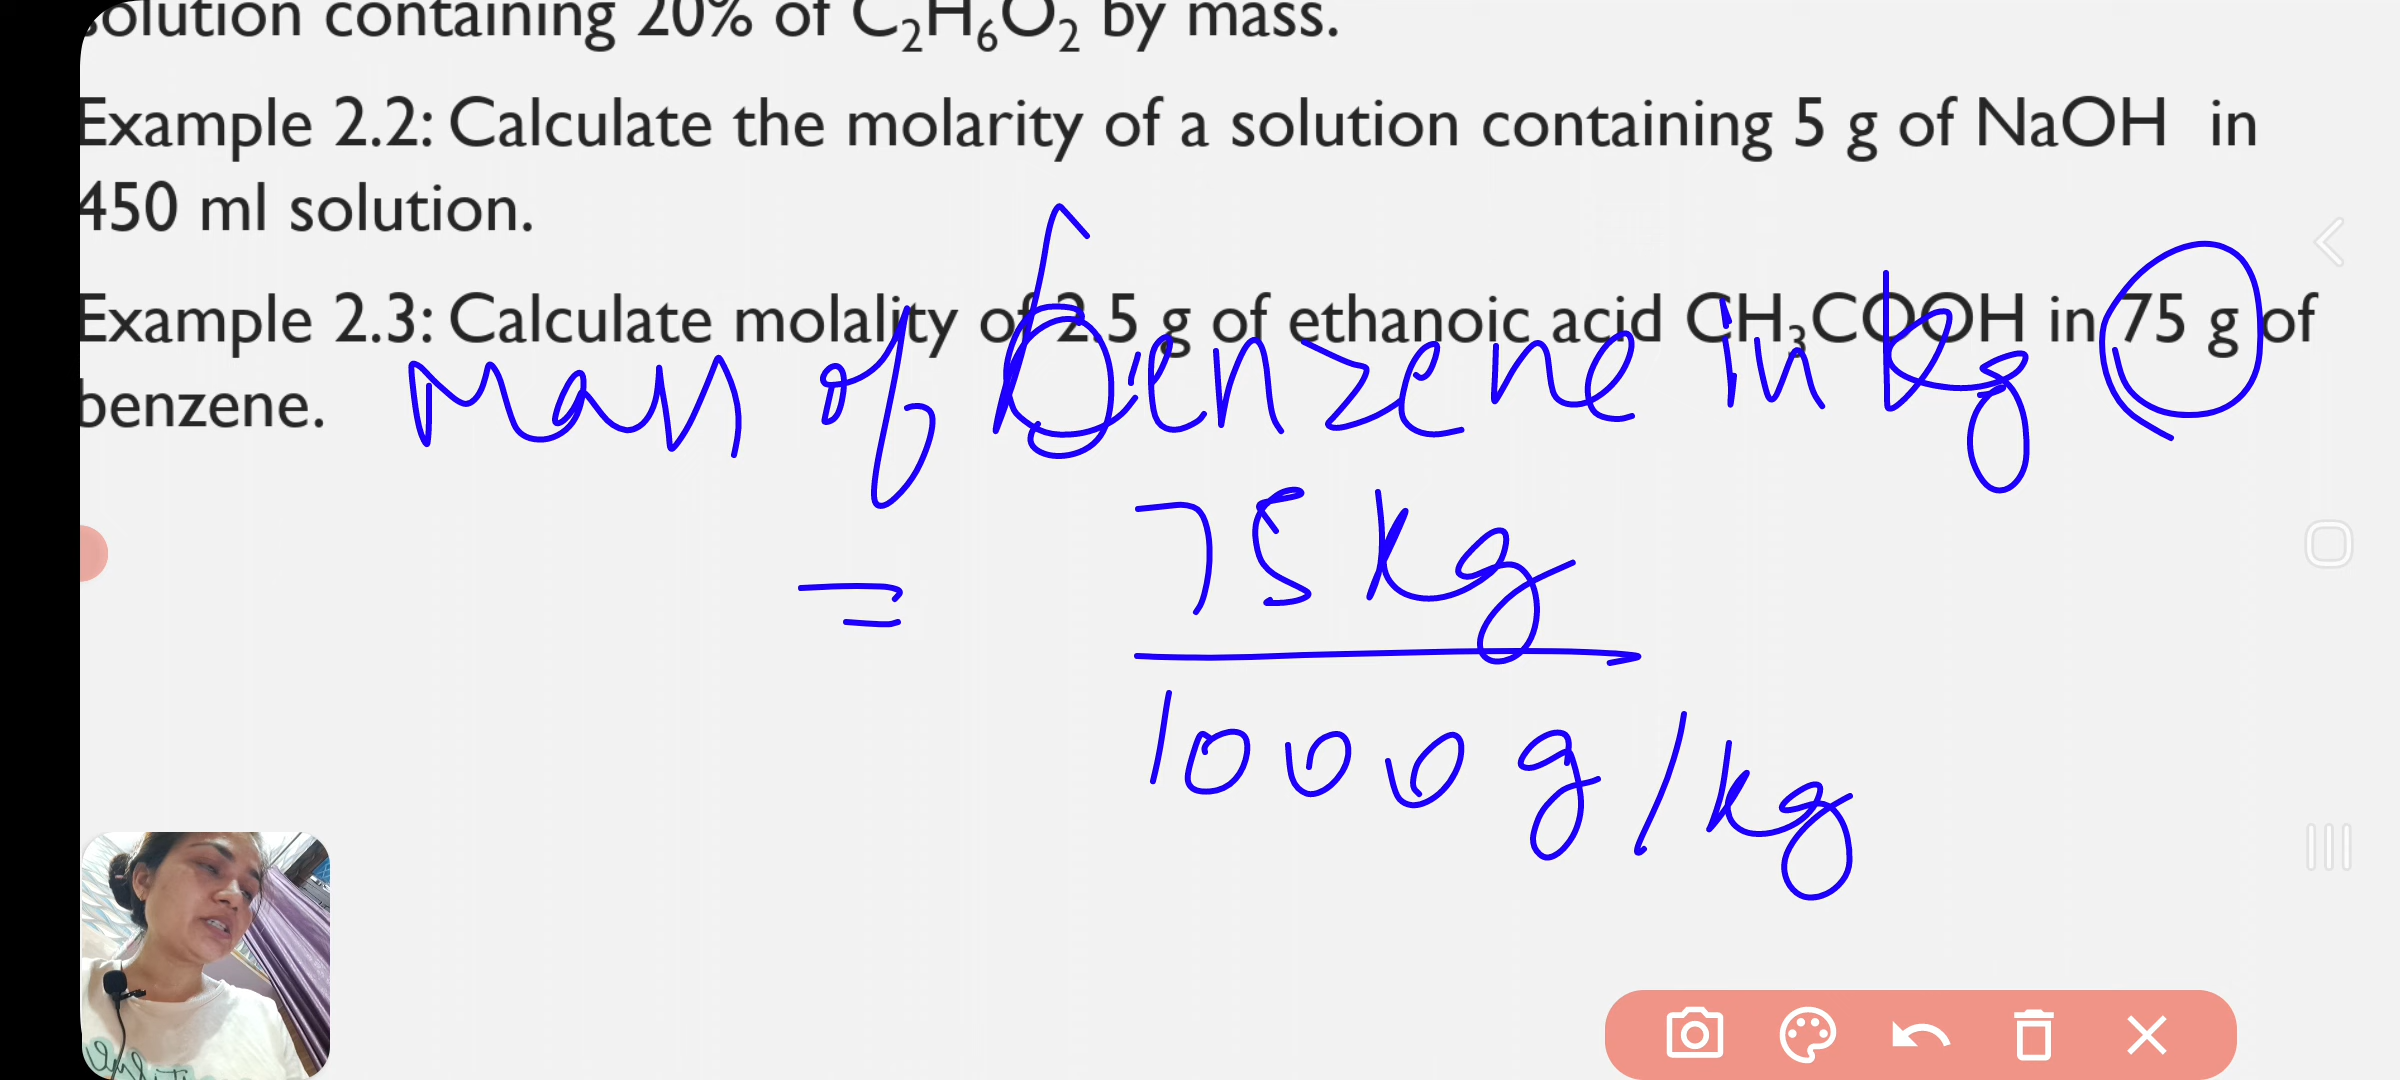 solution containing 20% of C₂H₆O₂ by mass.
Example 2.2: Calculate the molarity of a solution containing 5 g of NaOH in
450 ml solution.
Example 2.3: Calculate molality of 2.5 g of ethanoic acid CH₃COOH in 75 g of
benzene.
Mass of benzene in kg
= 75 kg
1000 g/kg